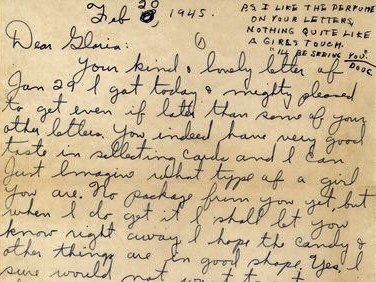 Feb 20, 1945.
P.S. I LIKE THE PERFUME
ON YOUR LETTERS,
NOTHING QUITE LIKE
A GIRLS TOUCH.
"I'LL BE SEEING YOU."
DOUG
Dear Gloria:
①
Your kind & lovely letter of
Jan 29 I got today & mighty pleased
to get even if later than some of your
other letters. You indeed have very good
taste in selecting cards and I can
just imagine what type of a girl
you are. No package from you yet, but
when I do get it I shall let you
know right away. I hope the candy &
other things are in good shape. Yes, I
sure would not want to